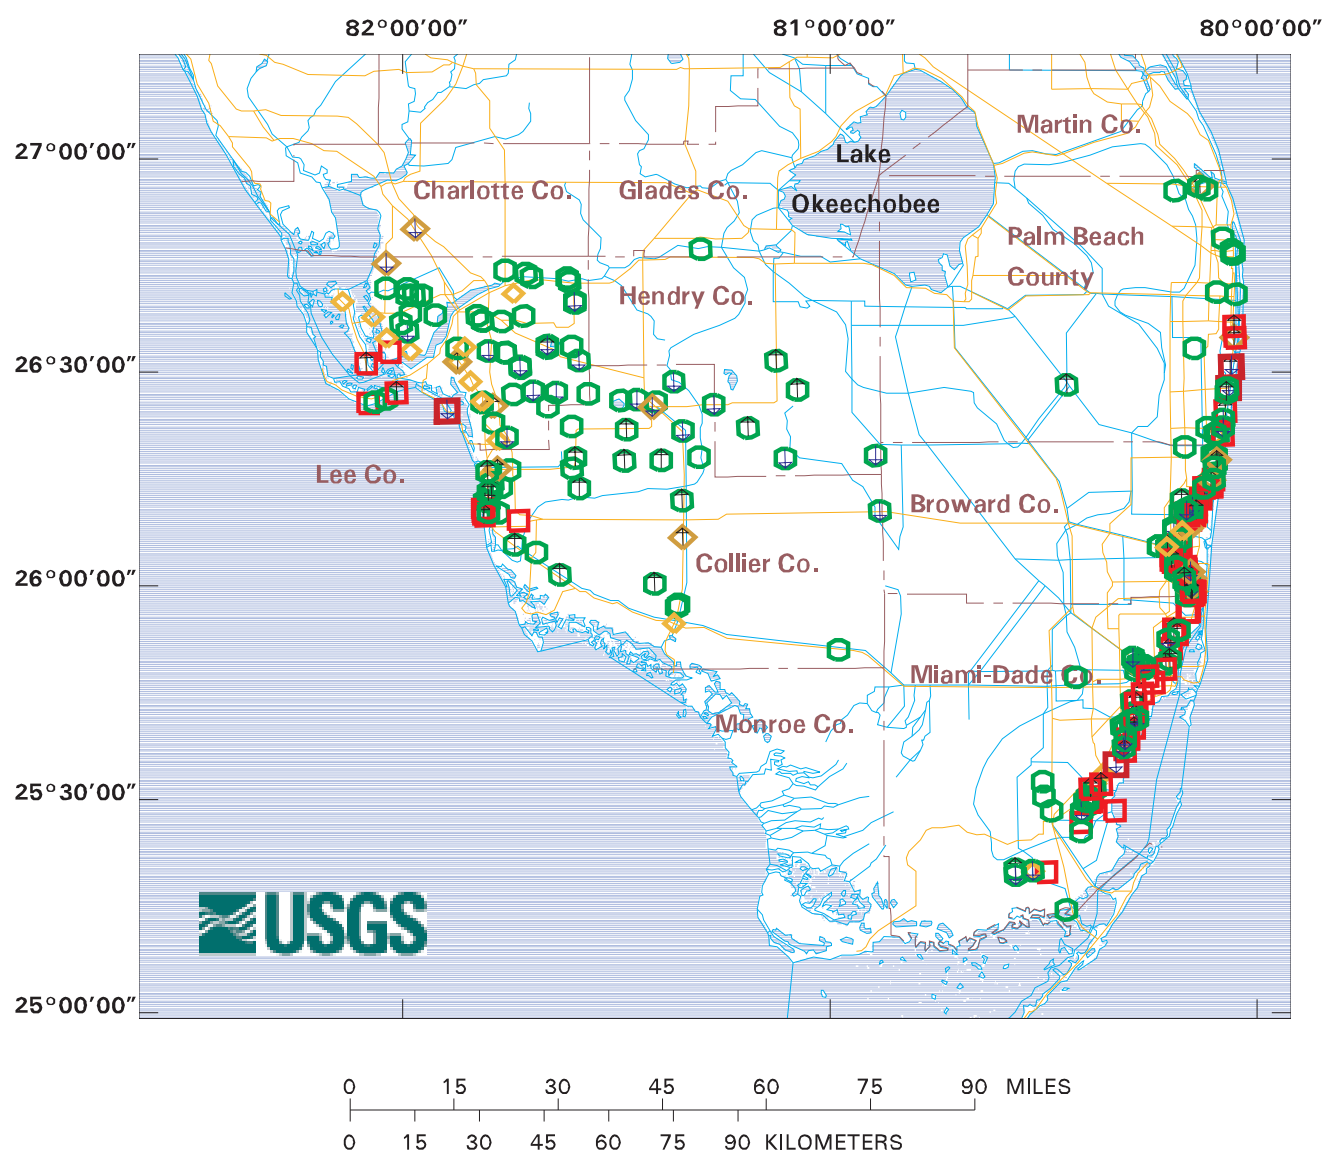 82°00′00″ 81°00′00″ 80°00′00″
Martin Co.
27°00′00″
Lake
Charlotte Co. Glades Co.
Okeechobee
Palm Beach
County
Hendry Co.
26°30′00″
Lee Co.
Broward Co.
Collier Co.
26°00′00″
Miami-Dade Co.
Monroe Co.
25°30′00″
USGS
25°00′00″
0 15 30 45 60 75 90 MILES
0 15 30 45 60 75 90 KILOMETERS